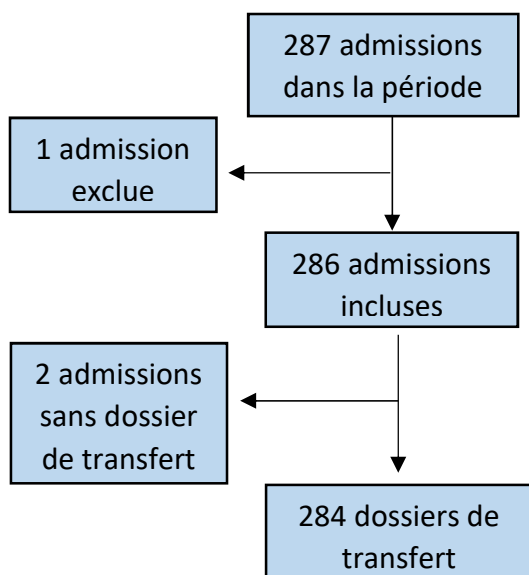 287 admissions
dans la période
1 admission
exclue
286 admissions
incluses
2 admissions
sans dossier
de transfert
284 dossiers de
transfert